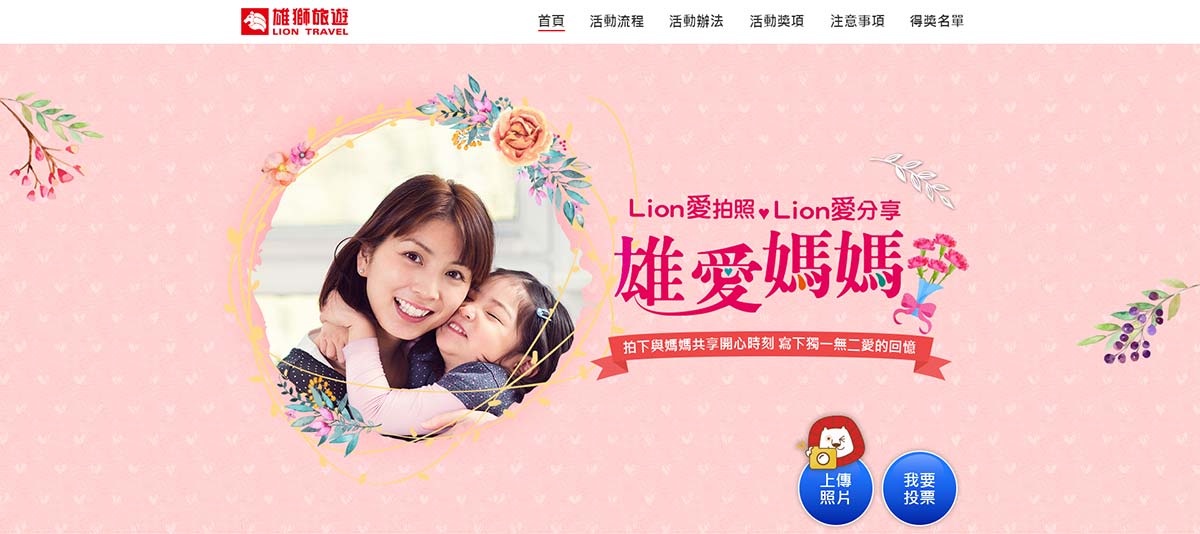 雄獅旅遊
LION TRAVEL
首頁 活動流程 活動辦法 活動獎項 注意事項 得獎名單
Lion愛拍照♥Lion愛分享
雄愛媽媽
拍下與媽媽共享開心時刻 寫下獨一無二愛的回憶
上傳
照片
我要
投票